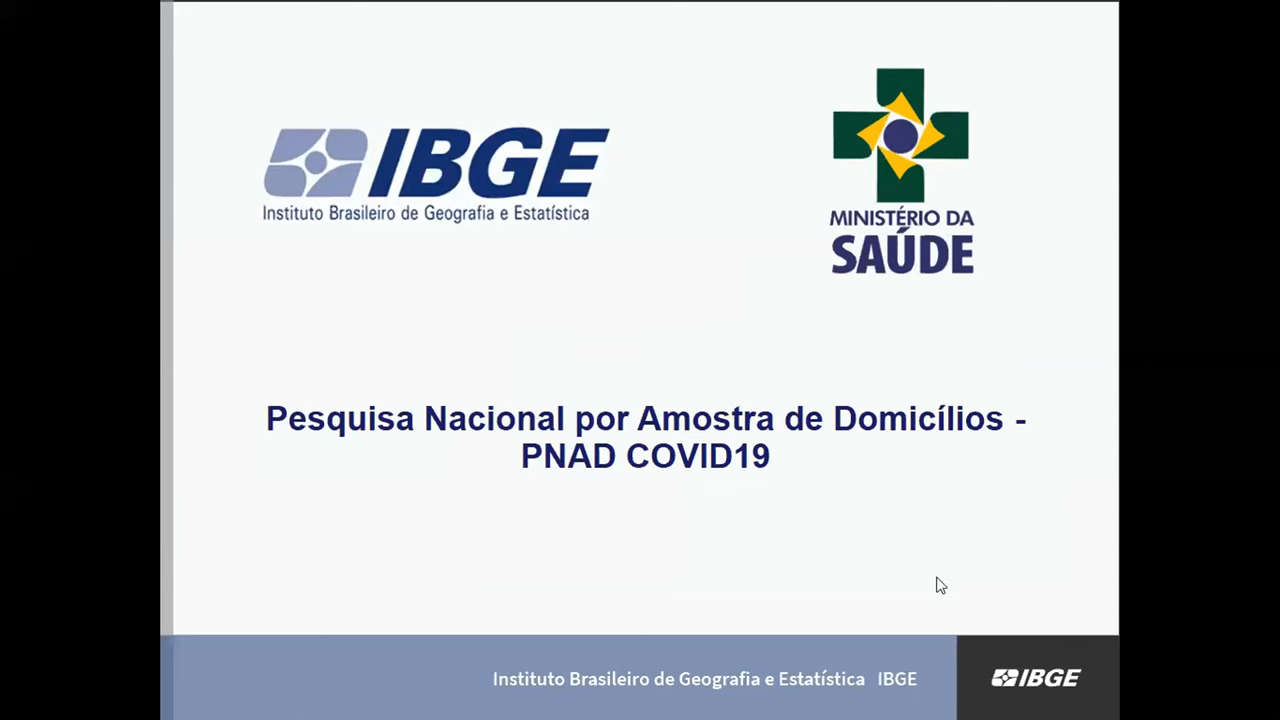 IBGE
Instituto Brasileiro de Geografia e Estatística
MINISTÉRIO DA
SAÚDE
Pesquisa Nacional por Amostra de Domicílios -
PNAD COVID19
Instituto Brasileiro de Geografia e Estatística IBGE
IBGE